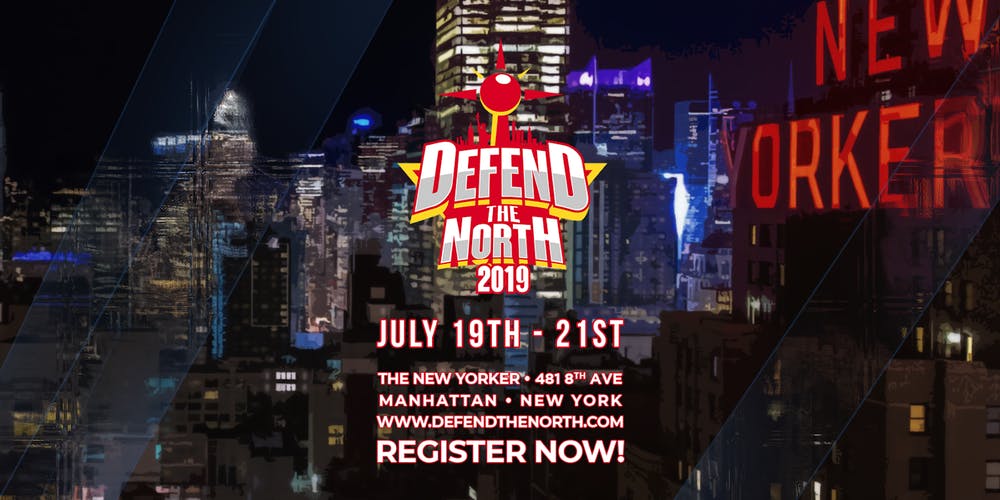 NEW
YORKER
DEFEND
THE
NORTH
2019
JULY 19TH - 21ST
THE NEW YORKER • 481 8TH AVE
MANHATTAN • NEW YORK
WWW.DEFENDTHENORTH.COM
REGISTER NOW!